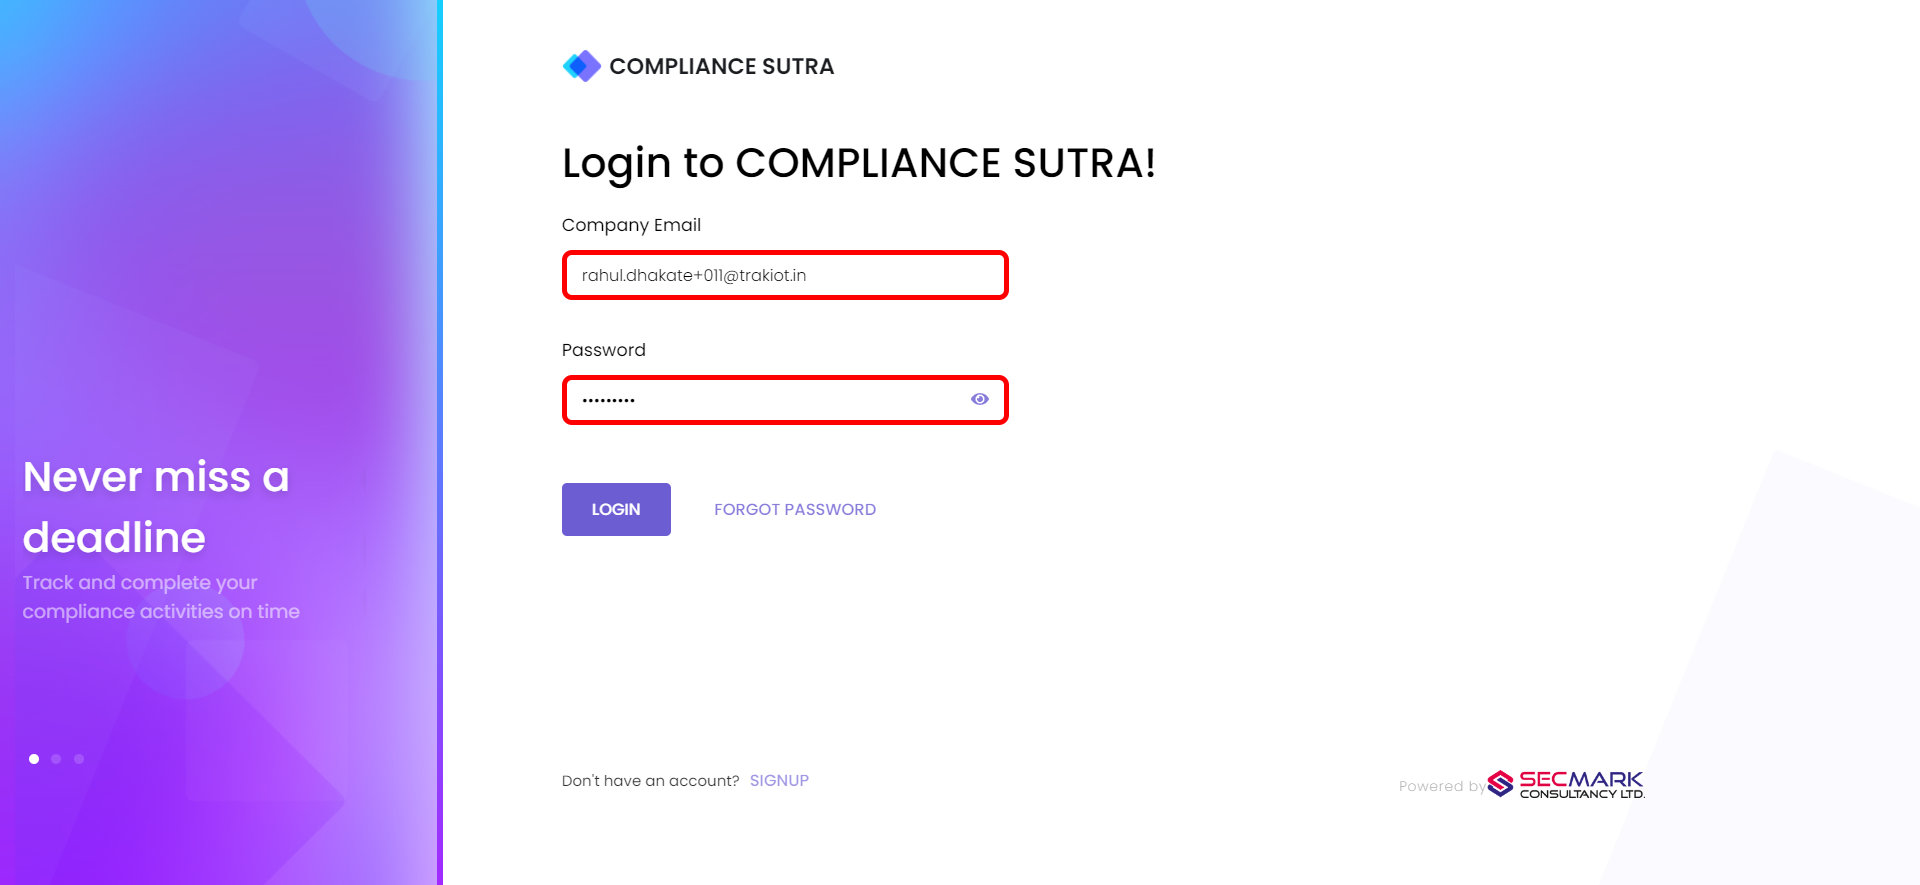 COMPLIANCE SUTRA
Login to COMPLIANCE SUTRA!
Company Email
rahul.dhakate+011@trakiot.in
Password
•••••••••
LOGIN
FORGOT PASSWORD
Never miss a
deadline
Track and complete your
compliance activities on time
Don't have an account? SIGNUP
Powered by
SECMARK
CONSULTANCY LTD.